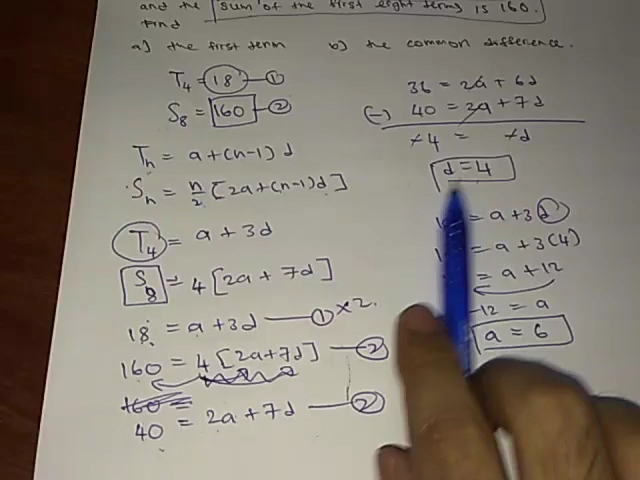 and the sum of the first eight terms is 160.
Find
a) the first term b) the common difference.
T4 = 18 — ①
S8 = 160 — ②
Tn = a+(n-1)d
Sn = n/2 [2a+(n-1)d]
T4 = a+3d
S8 = 4[2a+7d]
18 = a+3d — ① ×2.
160 = 4[2a+7d] — ②
160 =
40 = 2a+7d — ②
36 = 2a+6d
(-) 40 = 2a+7d
-4 = -d
d=4
= a+3d
= a+3(4)
= a+12
-12 = a
a = 6